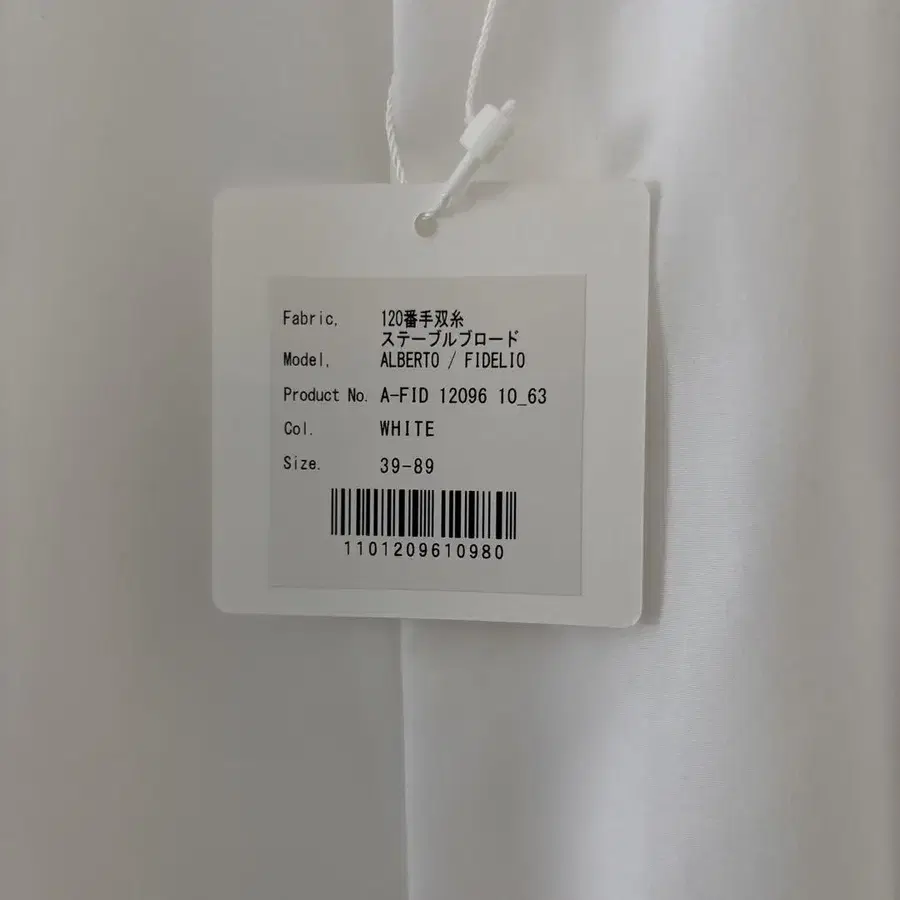 Fabric. 120番手双糸
ステーブルブロード
Model. ALBERTO / FIDELIO
Product No. A-FID 12096 10_63
Col. WHITE
Size. 39-89
1101209610980